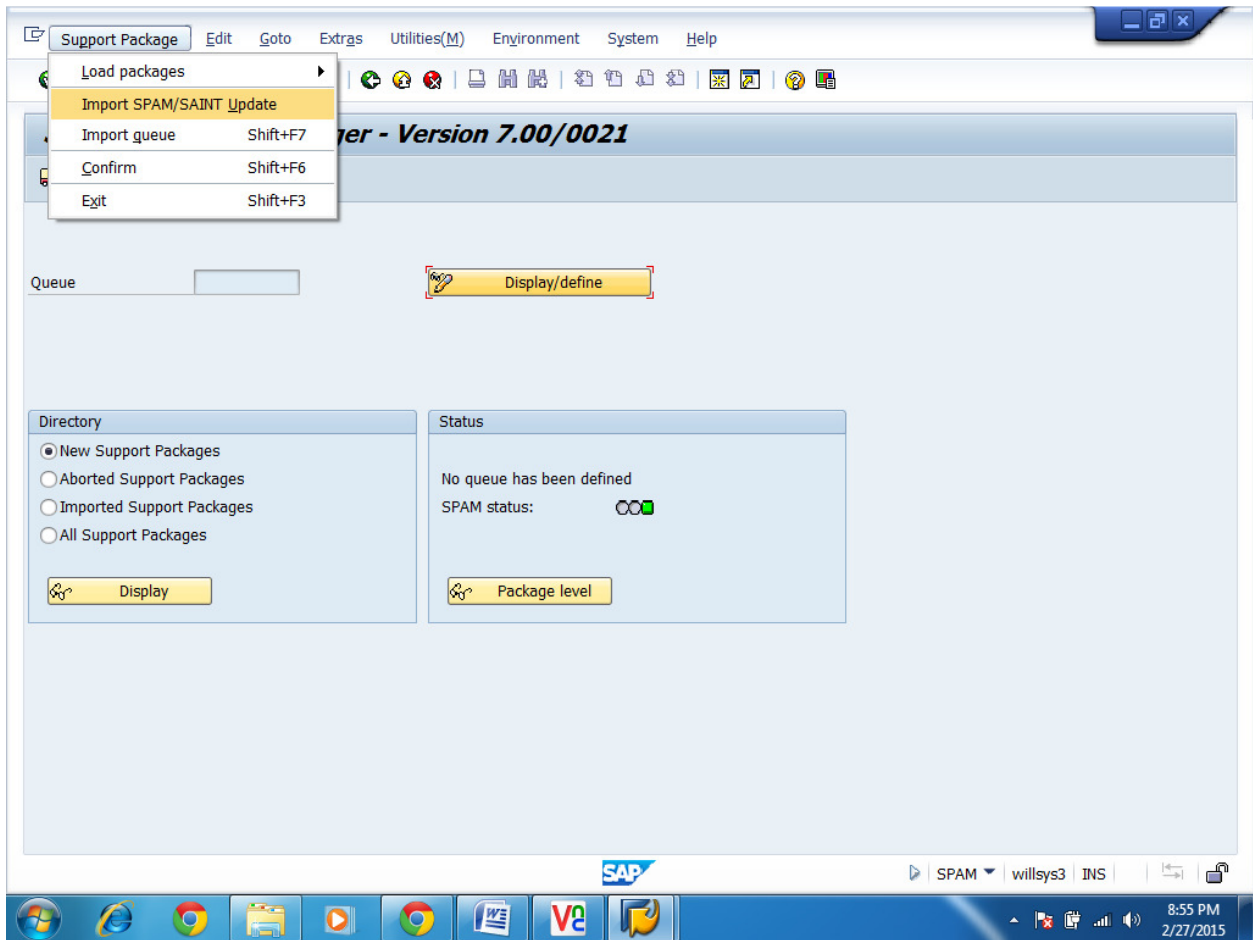 Support Package Edit Goto Extras Utilities(M) Environment System Help
Load packages
Import SPAM/SAINT Update
Import queue Shift+F7
Confirm Shift+F6
Exit Shift+F3
ger - Version 7.00/0021
Queue
Display/define
Directory
New Support Packages
Aborted Support Packages
Imported Support Packages
All Support Packages
Display
Status
No queue has been defined
SPAM status:
Package level
SAP
SPAM willsys3 INS
8:55 PM
2/27/2015